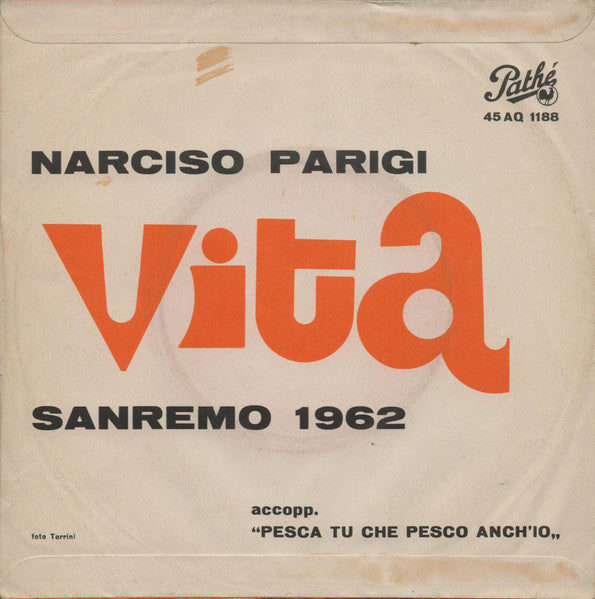 Pathé
45 AQ 1188
NARCISO PARIGI
Vita
SANREMO 1962
accopp.
“PESCA TU CHE PESCO ANCH'IO„
foto Torrini